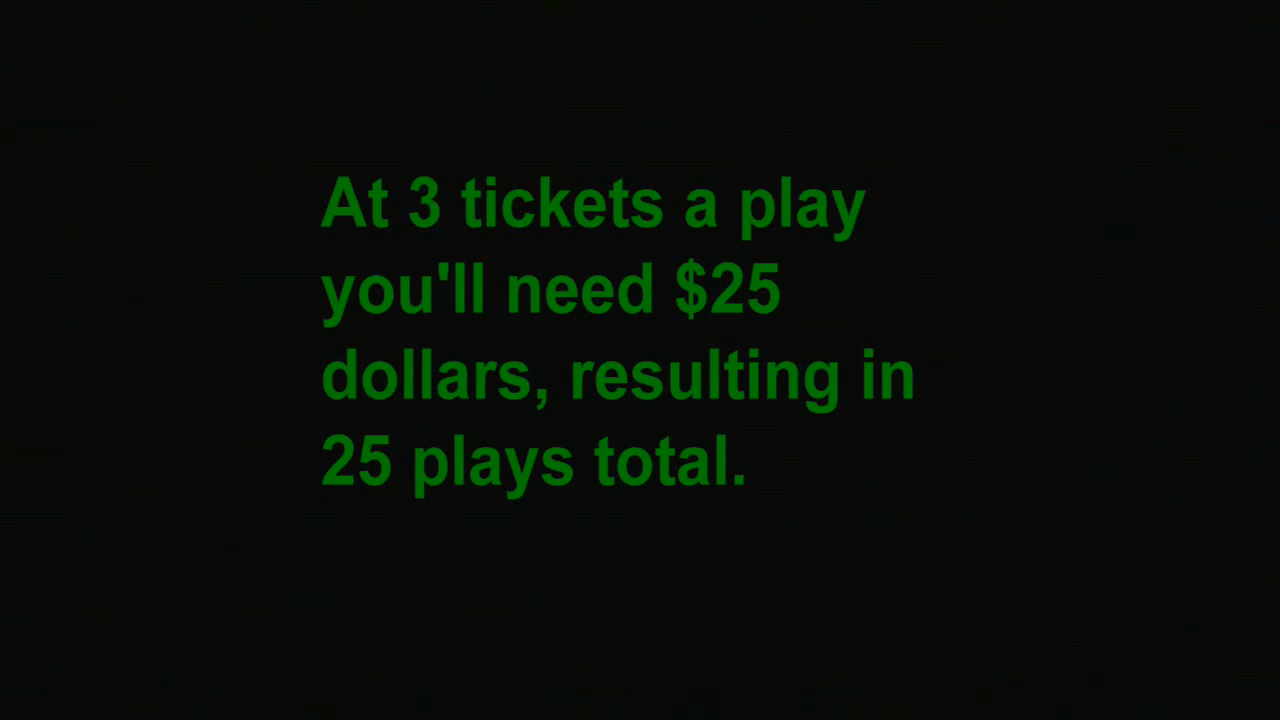 At 3 tickets a play
you'll need $25
dollars, resulting in
25 plays total.